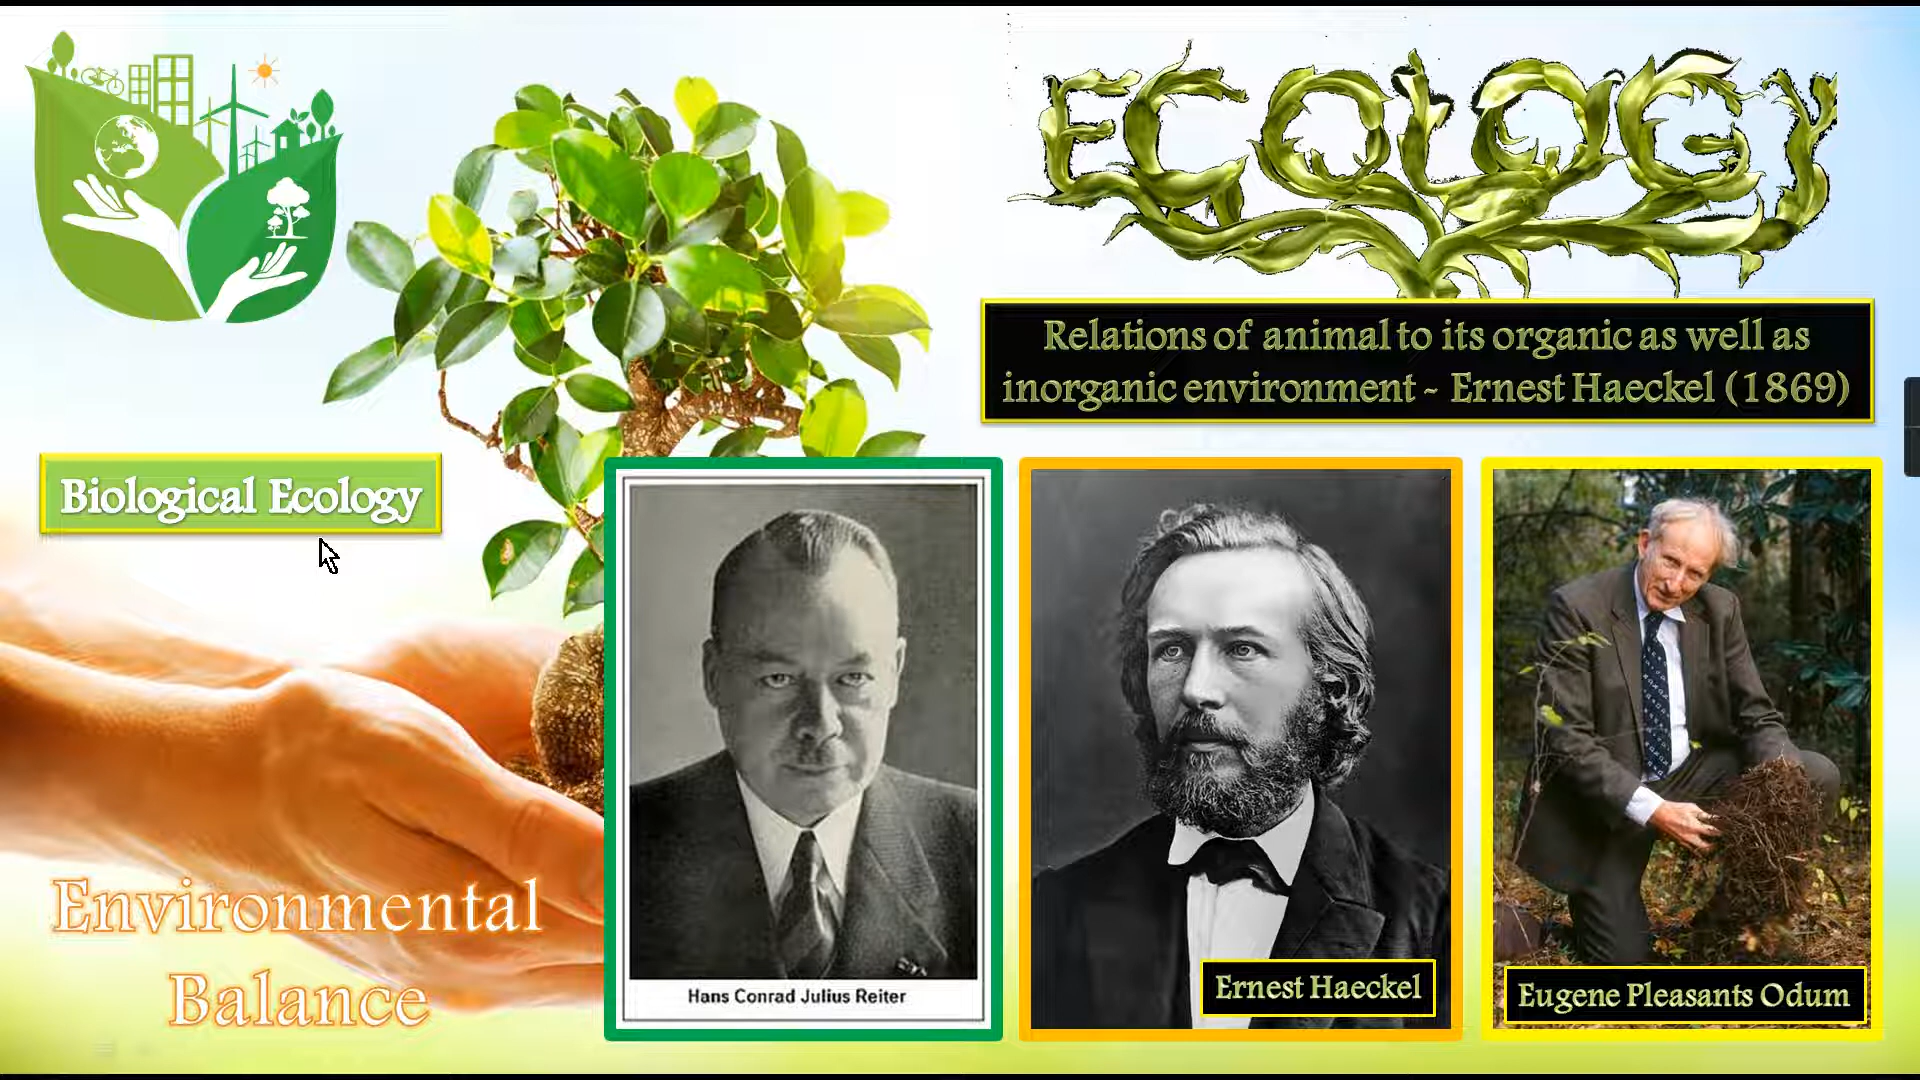 ECOLOGY
Relations of animal to its organic as well as
inorganic environment - Ernest Haeckel (1869)
Biological Ecology
Environmental
Balance
Hans Conrad Julius Reiter
Ernest Haeckel
Eugene Pleasants Odum